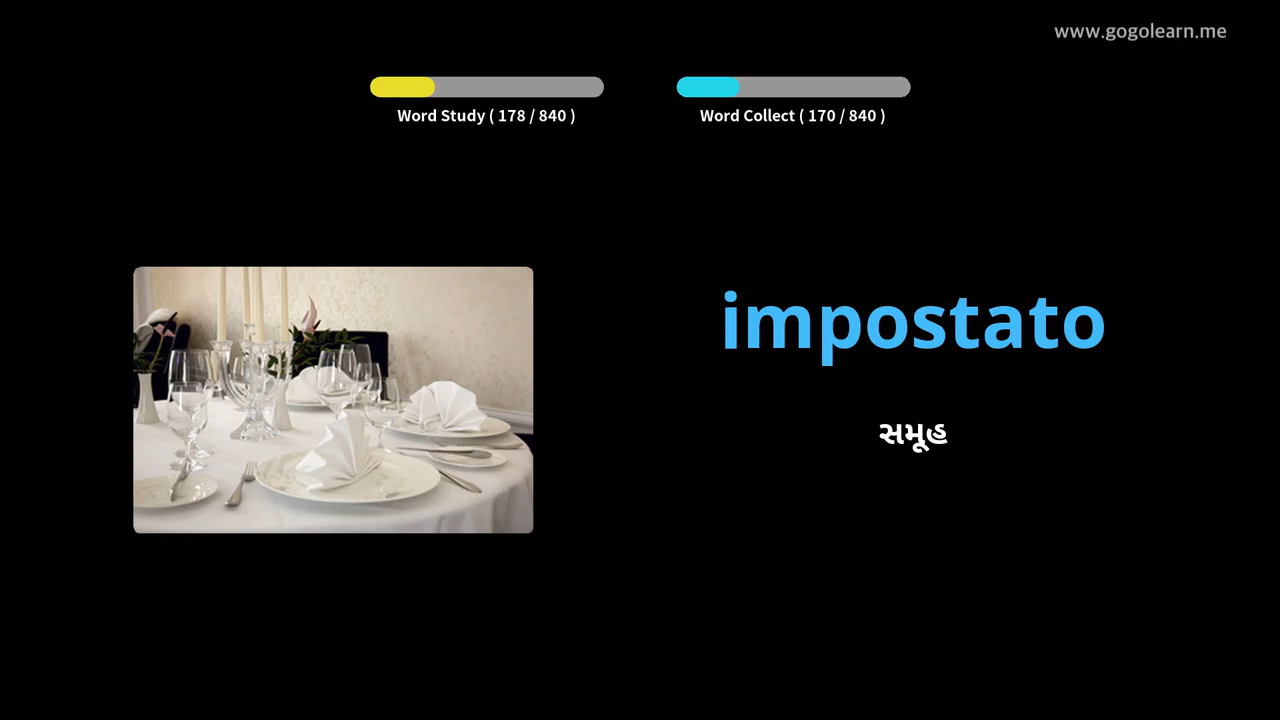 www.gogolearn.me
Word Study ( 178 / 840 )
Word Collect ( 170 / 840 )
impostato
સમૂહ